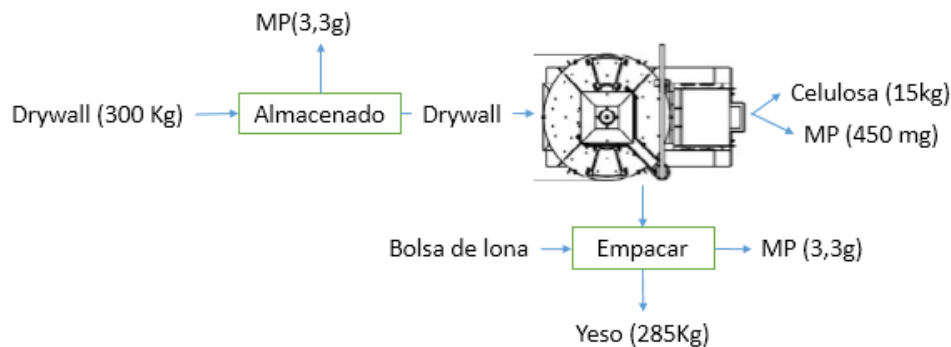 MP(3,3g)
Drywall (300 Kg)
Almacenado
Drywall
Celulosa (15kg)
MP (450 mg)
Bolsa de lona
Empacar
MP (3,3g)
Yeso (285Kg)